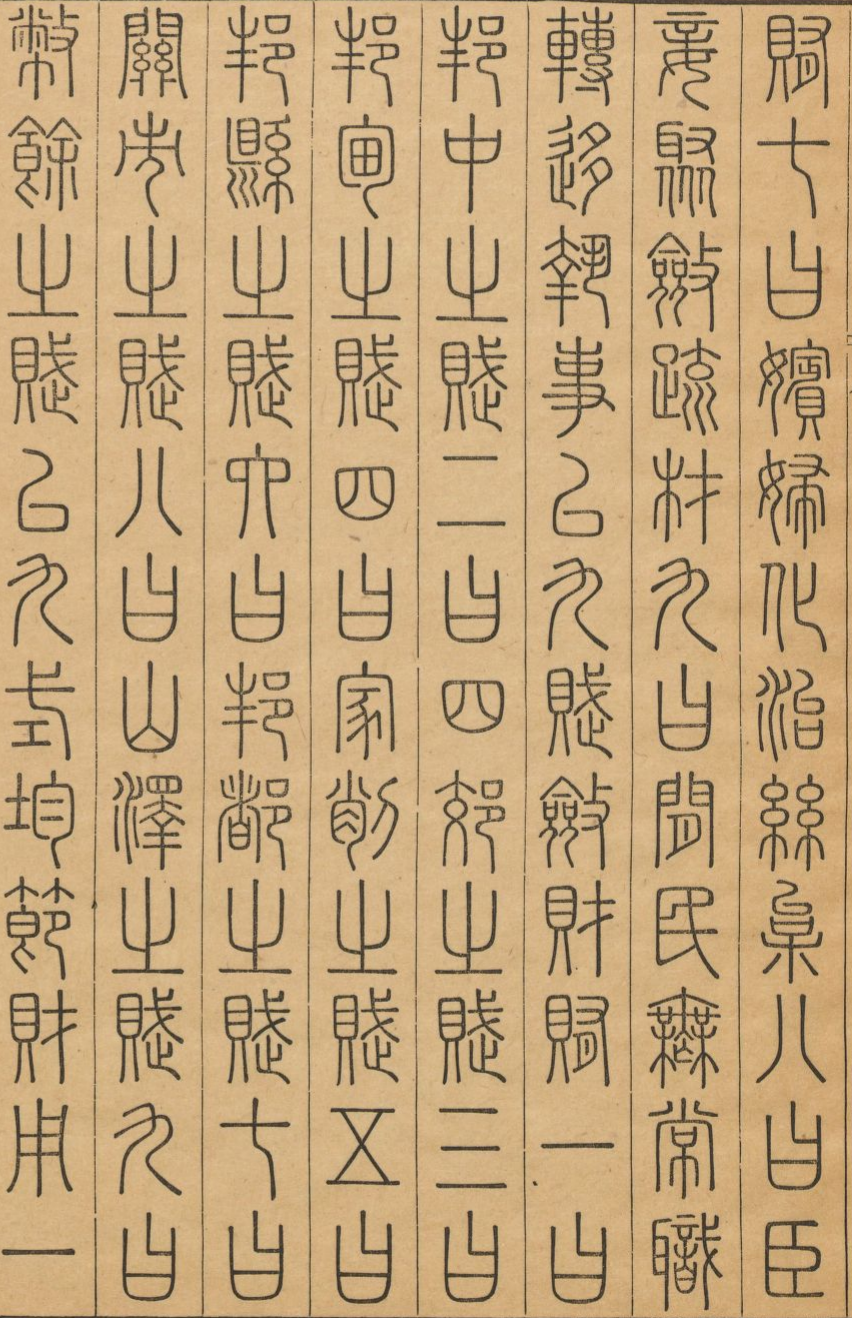 賄七曰嬪婦化治絲枲八曰臣
妾聚斂疏材九曰閒民無常職
轉迻執事以九賦斂財賄一曰
邦中之賦二曰四郊之賦三曰
邦甸之賦四曰家削之賦五曰
邦縣之賦六曰邦都之賦七曰
關市之賦八曰山澤之賦九曰
幣餘之賦以九式均節財用一